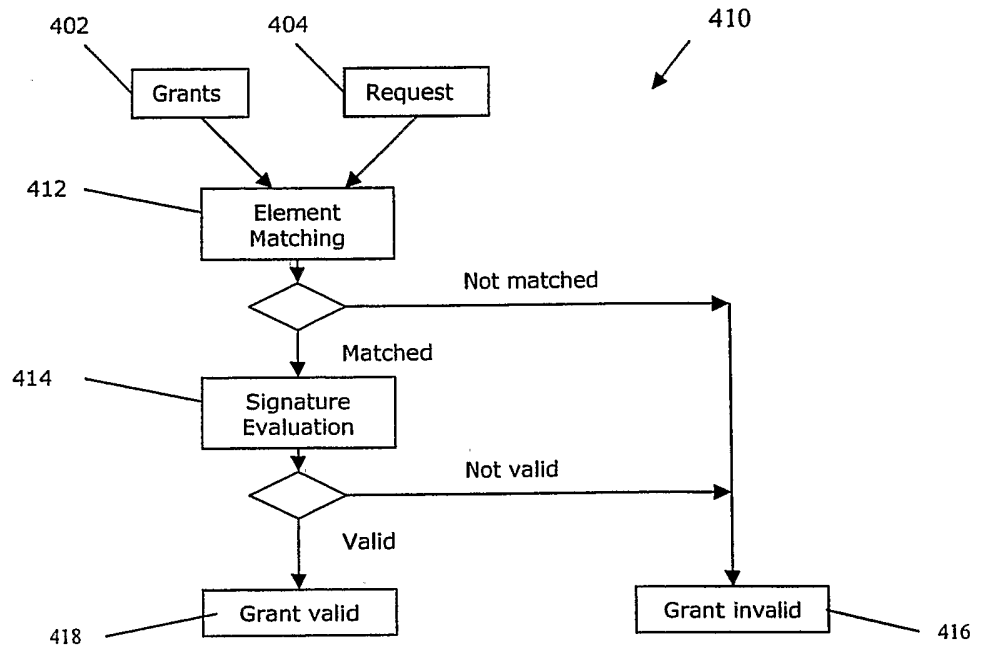 402
404
410
Grants
Request
412
Element
Matching
Not matched
Matched
414
Signature
Evaluation
Not valid
Valid
Grant valid
Grant invalid
418
416